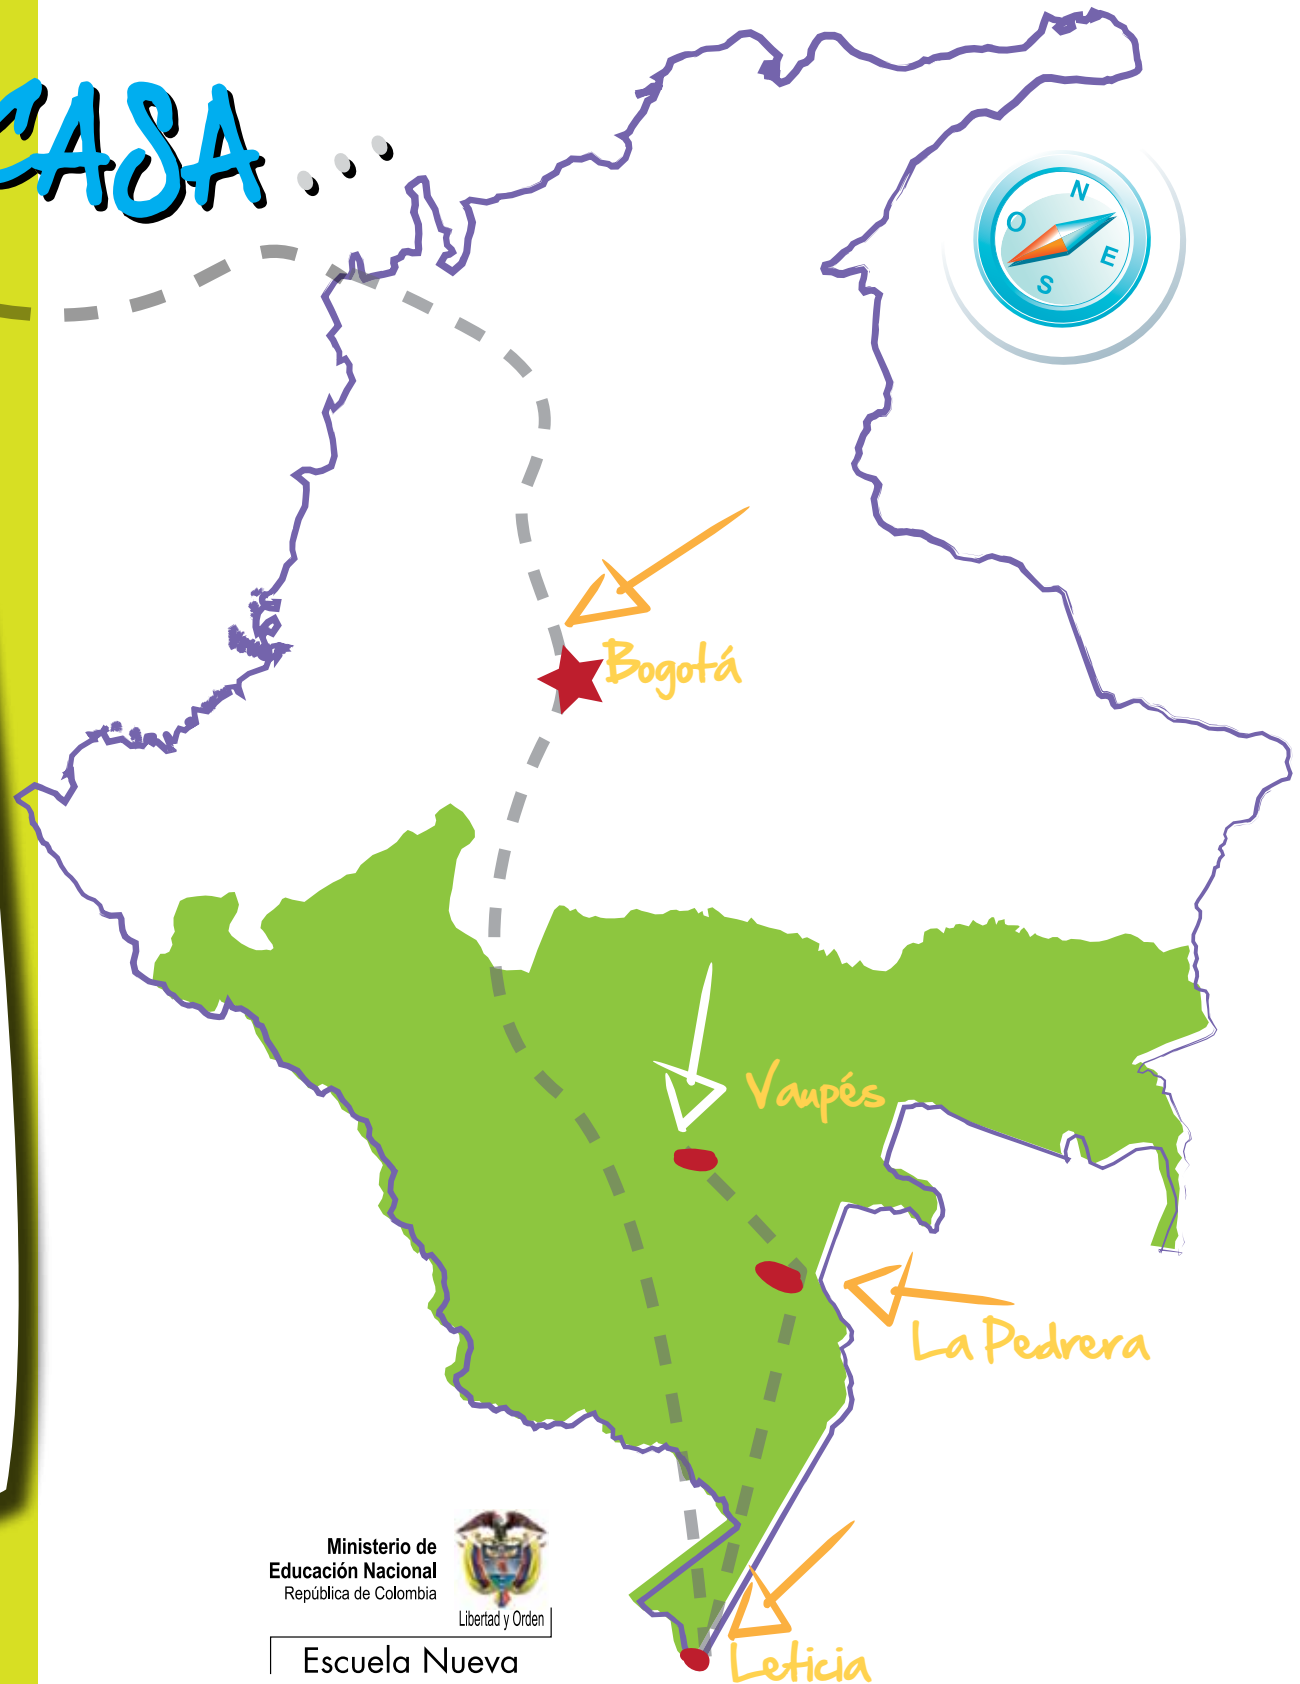 CASA...
N
O
E
S
Bogotá
Vaupés
La Pedrera
Leticia
Ministerio de
Educación Nacional
República de Colombia
Libertad y Orden
Escuela Nueva